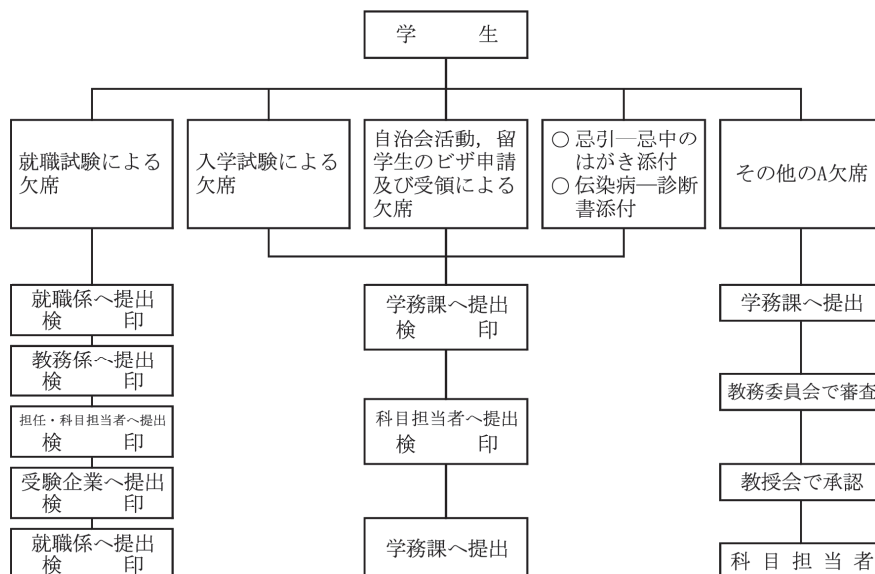 学 生
就職試験による
欠席
入学試験による
欠席
自治会活動，留
学生のビザ申請
及び受領による
欠席
○ 忌引―忌中の
はがき添付
○ 伝染病―診断
書添付
その他のA欠席
就職係へ提出
検 印
教務係へ提出
検 印
担任・科目担当者へ提出
検 印
受験企業へ提出
検 印
就職係へ提出
検 印
学務課へ提出
検 印
科目担当者へ提出
検 印
学務課へ提出
学務課へ提出
教務委員会で審査
教授会で承認
科 目 担 当 者